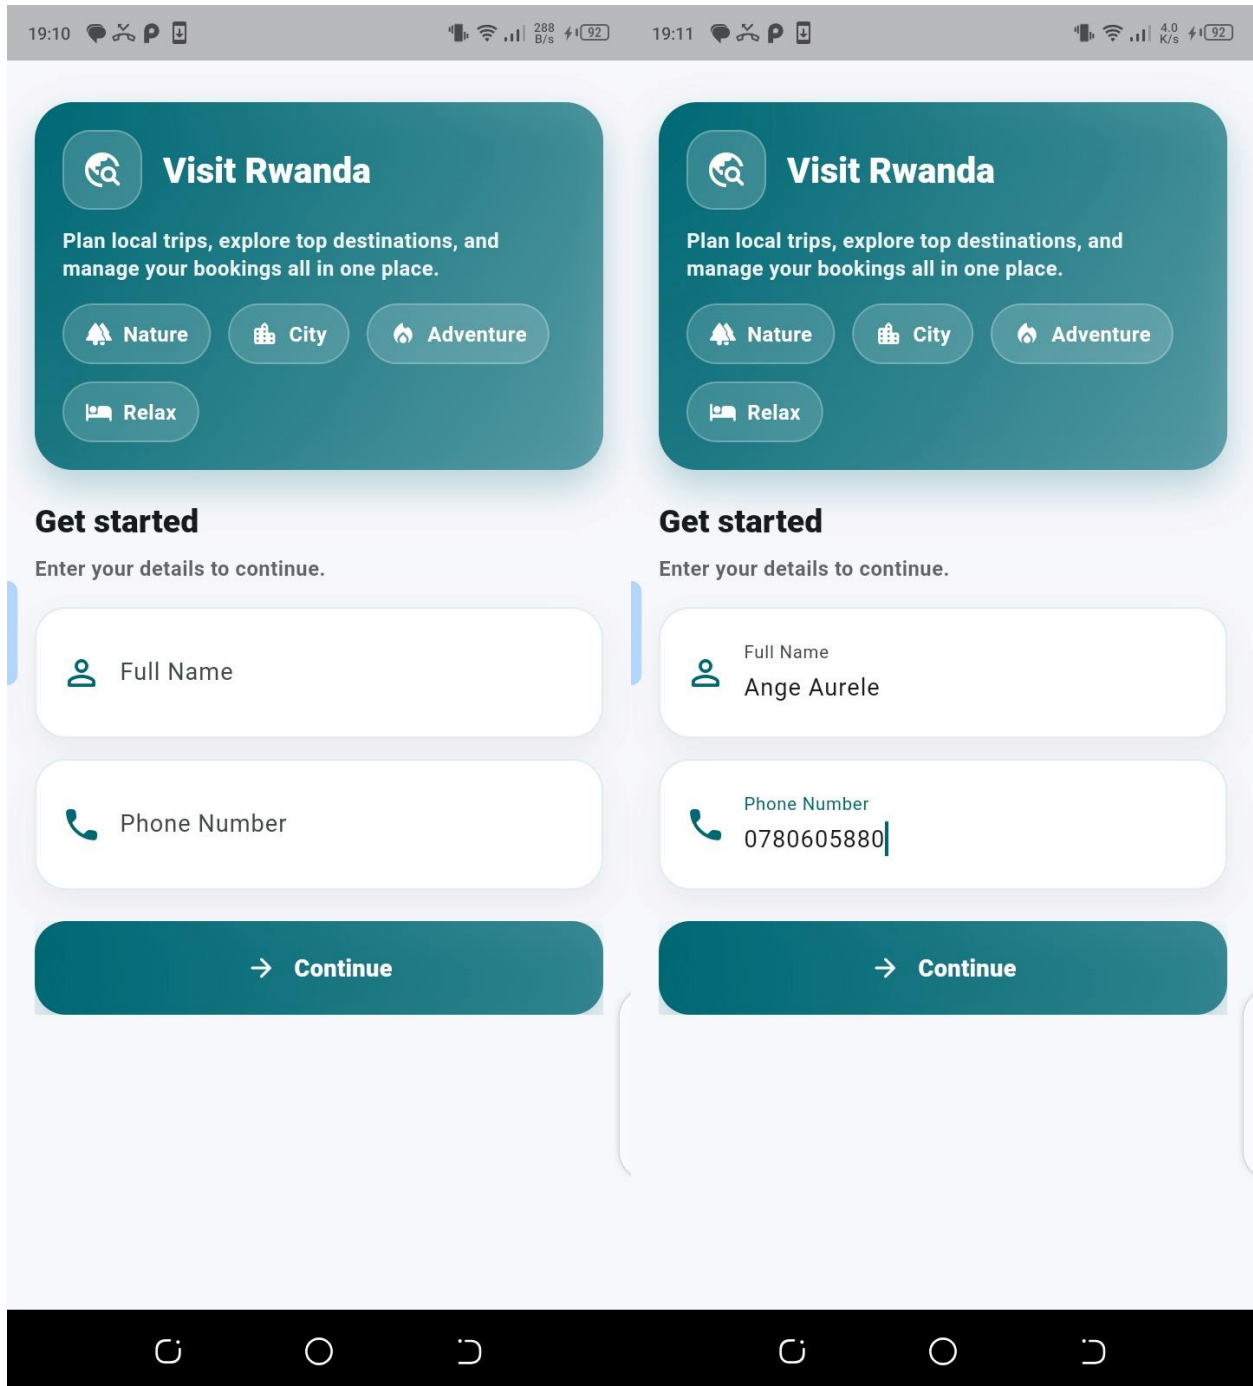 19:10
288 B/s
92
Visit Rwanda
Plan local trips, explore top destinations, and
manage your bookings all in one place.
Nature
City
Adventure
Relax
Get started
Enter your details to continue.
Full Name
Phone Number
Continue
19:11
4.0 K/s
92
Visit Rwanda
Plan local trips, explore top destinations, and
manage your bookings all in one place.
Nature
City
Adventure
Relax
Get started
Enter your details to continue.
Full Name
Ange Aurele
Phone Number
0780605880
Continue